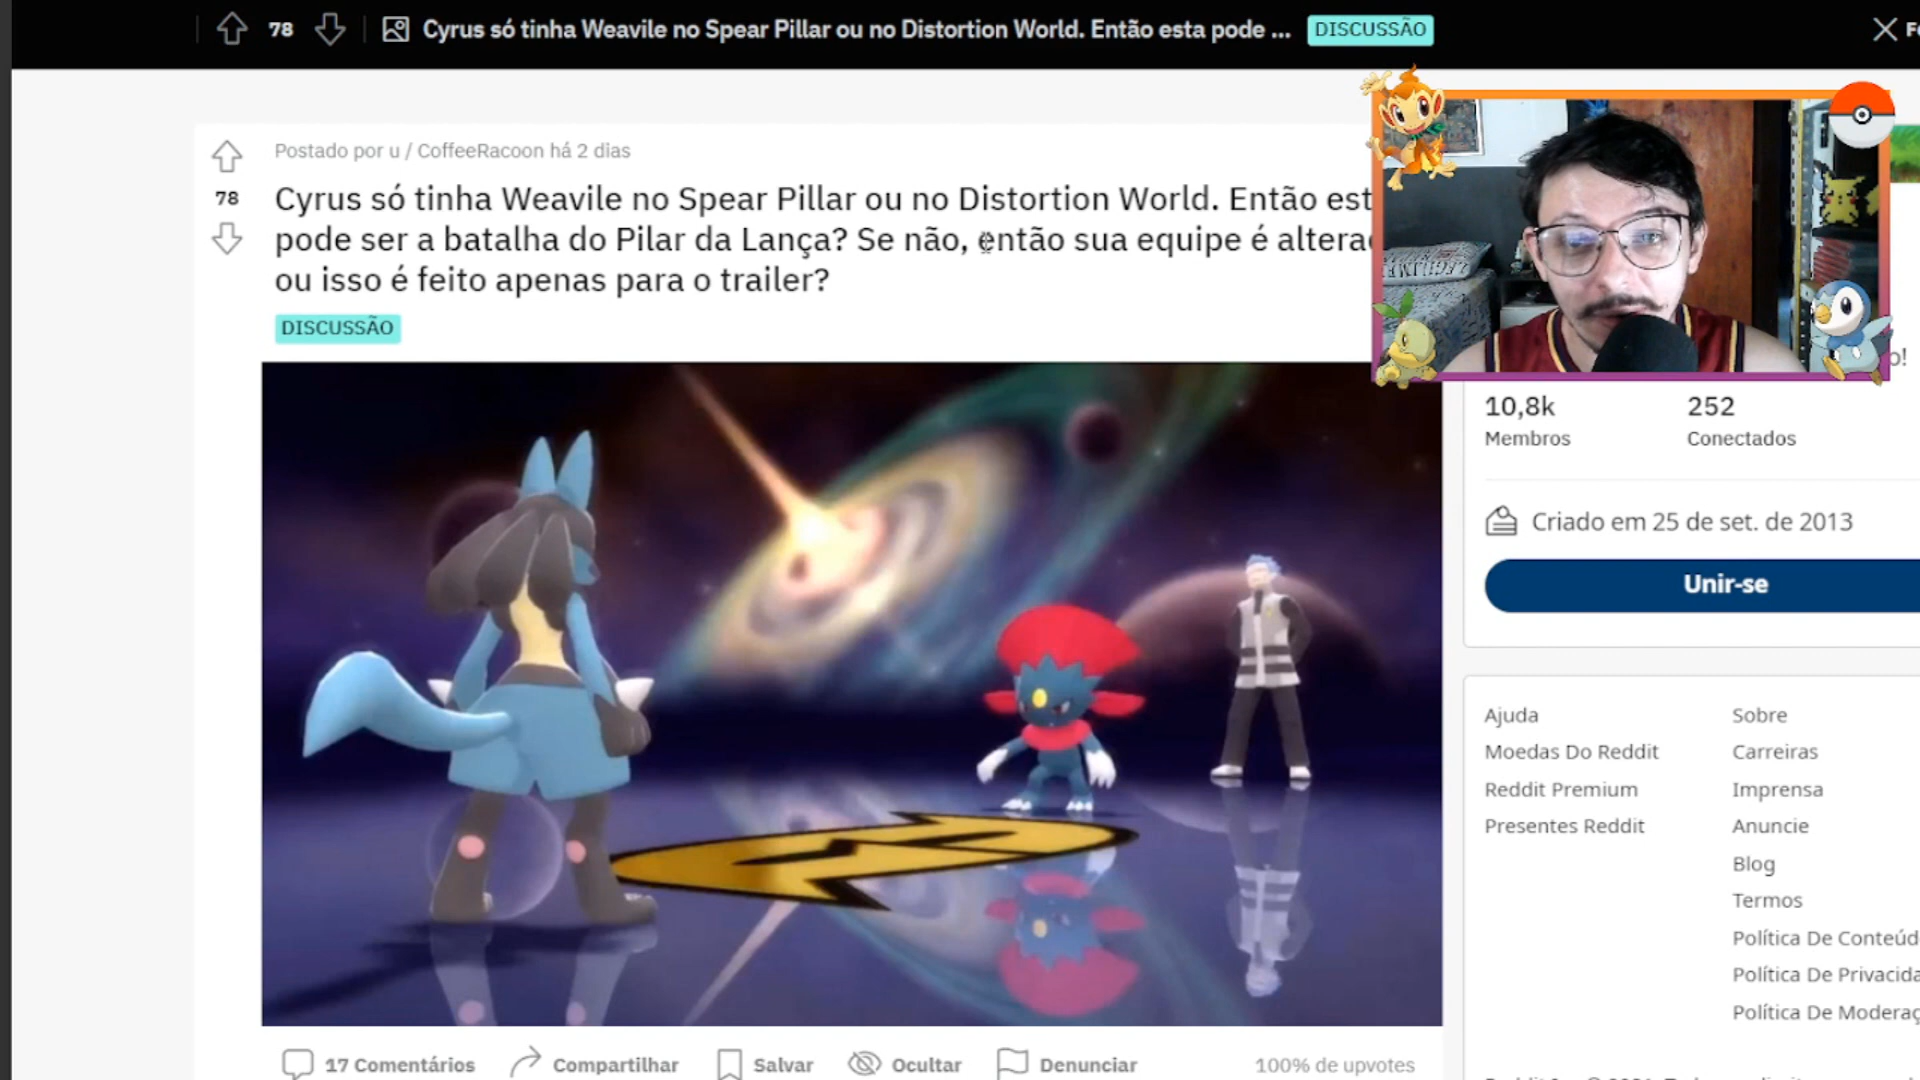 78 Cyrus só tinha Weavile no Spear Pillar ou no Distortion World. Então esta pode ... DISCUSSÃO
Postado por u / CoffeeRacoon há 2 dias
78
Cyrus só tinha Weavile no Spear Pillar ou no Distortion World. Então est
pode ser a batalha do Pilar da Lança? Se não, então sua equipe é altera
ou isso é feito apenas para o trailer?
DISCUSSÃO
o!
10,8k 252
Membros Conectados
Criado em 25 de set. de 2013
Unir-se
Ajuda Sobre
Moedas Do Reddit Carreiras
Reddit Premium Imprensa
Presentes Reddit Anuncie
Blog
Termos
Política De Conteúd
Política De Privacida
Política De Moderaç
17 Comentários Compartilhar Salvar Ocultar Denunciar 100% de upvotes